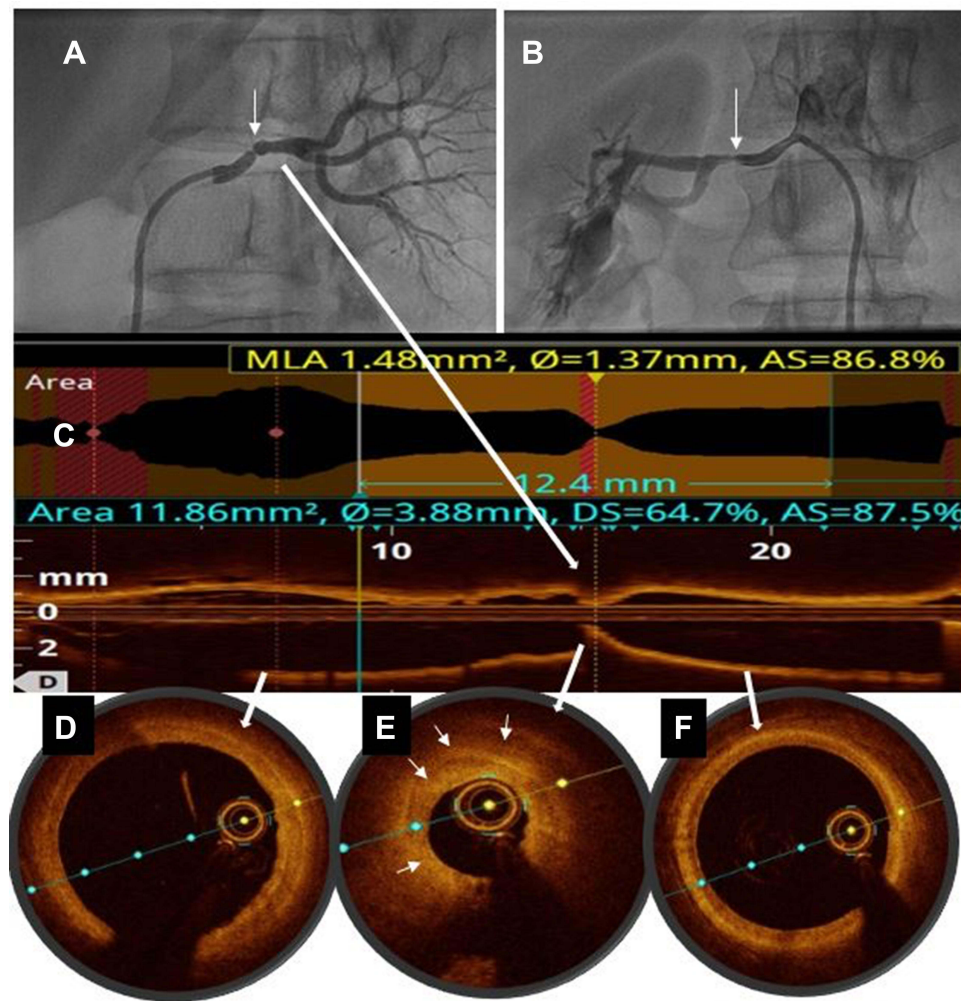 A
B
MLA 1.48mm², Ø=1.37mm, AS=86.8%
Area
C
12.4 mm
Area 11.86mm², Ø=3.88mm, DS=64.7%, AS=87.5%
10
20
mm
0
2
D
D
E
F